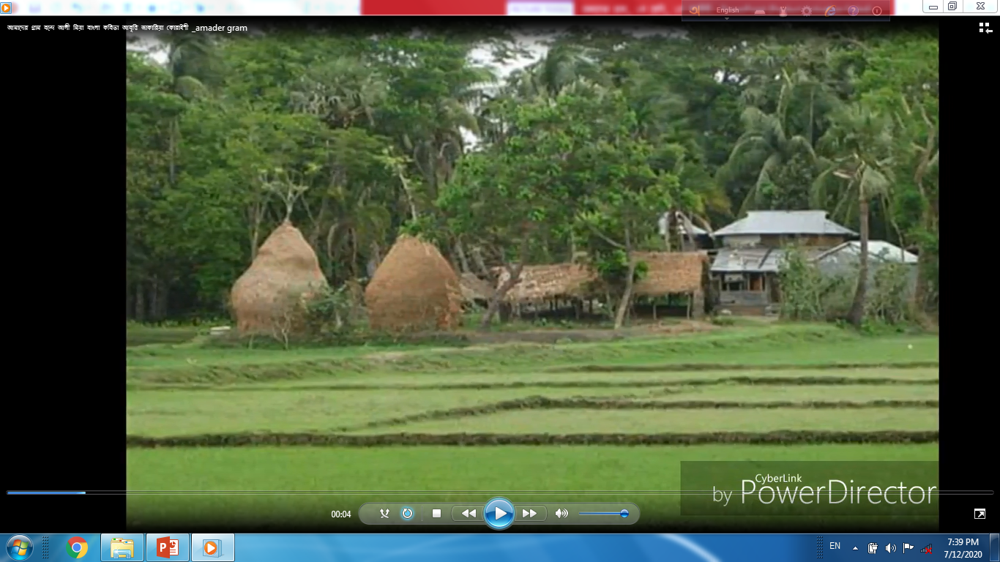 English
আমাদের গ্রাম বন্দে আলী মিয়া বাংলা কবিতা আবৃত্তি জাকারিয়া ফোরাইশী _amader gram
CyberLink
by PowerDirector
00:04
EN
7:39 PM
7/12/2020